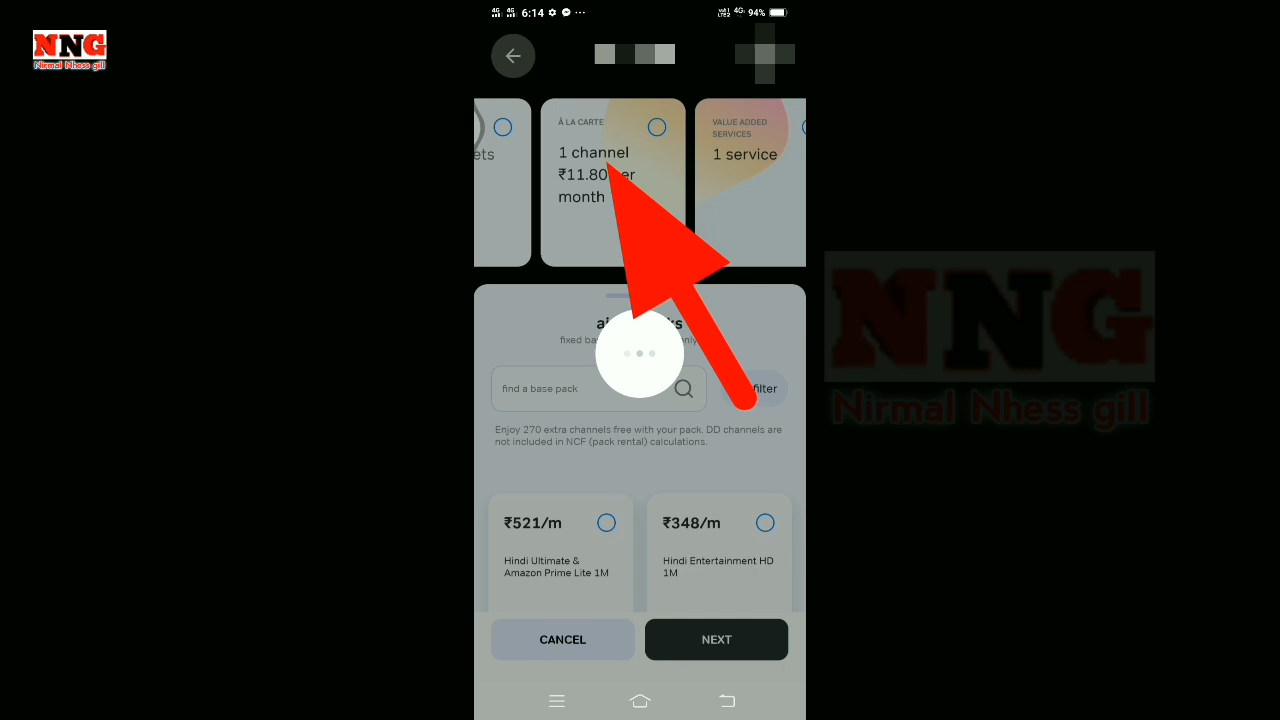 NNG
Nirmal Nhess gill
6:14
94%
ets
À LA CARTE
1 channel
₹11.80
month
VALUE ADDED
SERVICES
1 service
find a base pack
filter
Enjoy 270 extra channels free with your pack. DD channels are
not included in NCF (pack rental) calculations.
₹521/m
Hindi Ultimate &
Amazon Prime Lite 1M
₹348/m
Hindi Entertainment HD
1M
CANCEL
NEXT
NNG
Nirmal Nhess gill